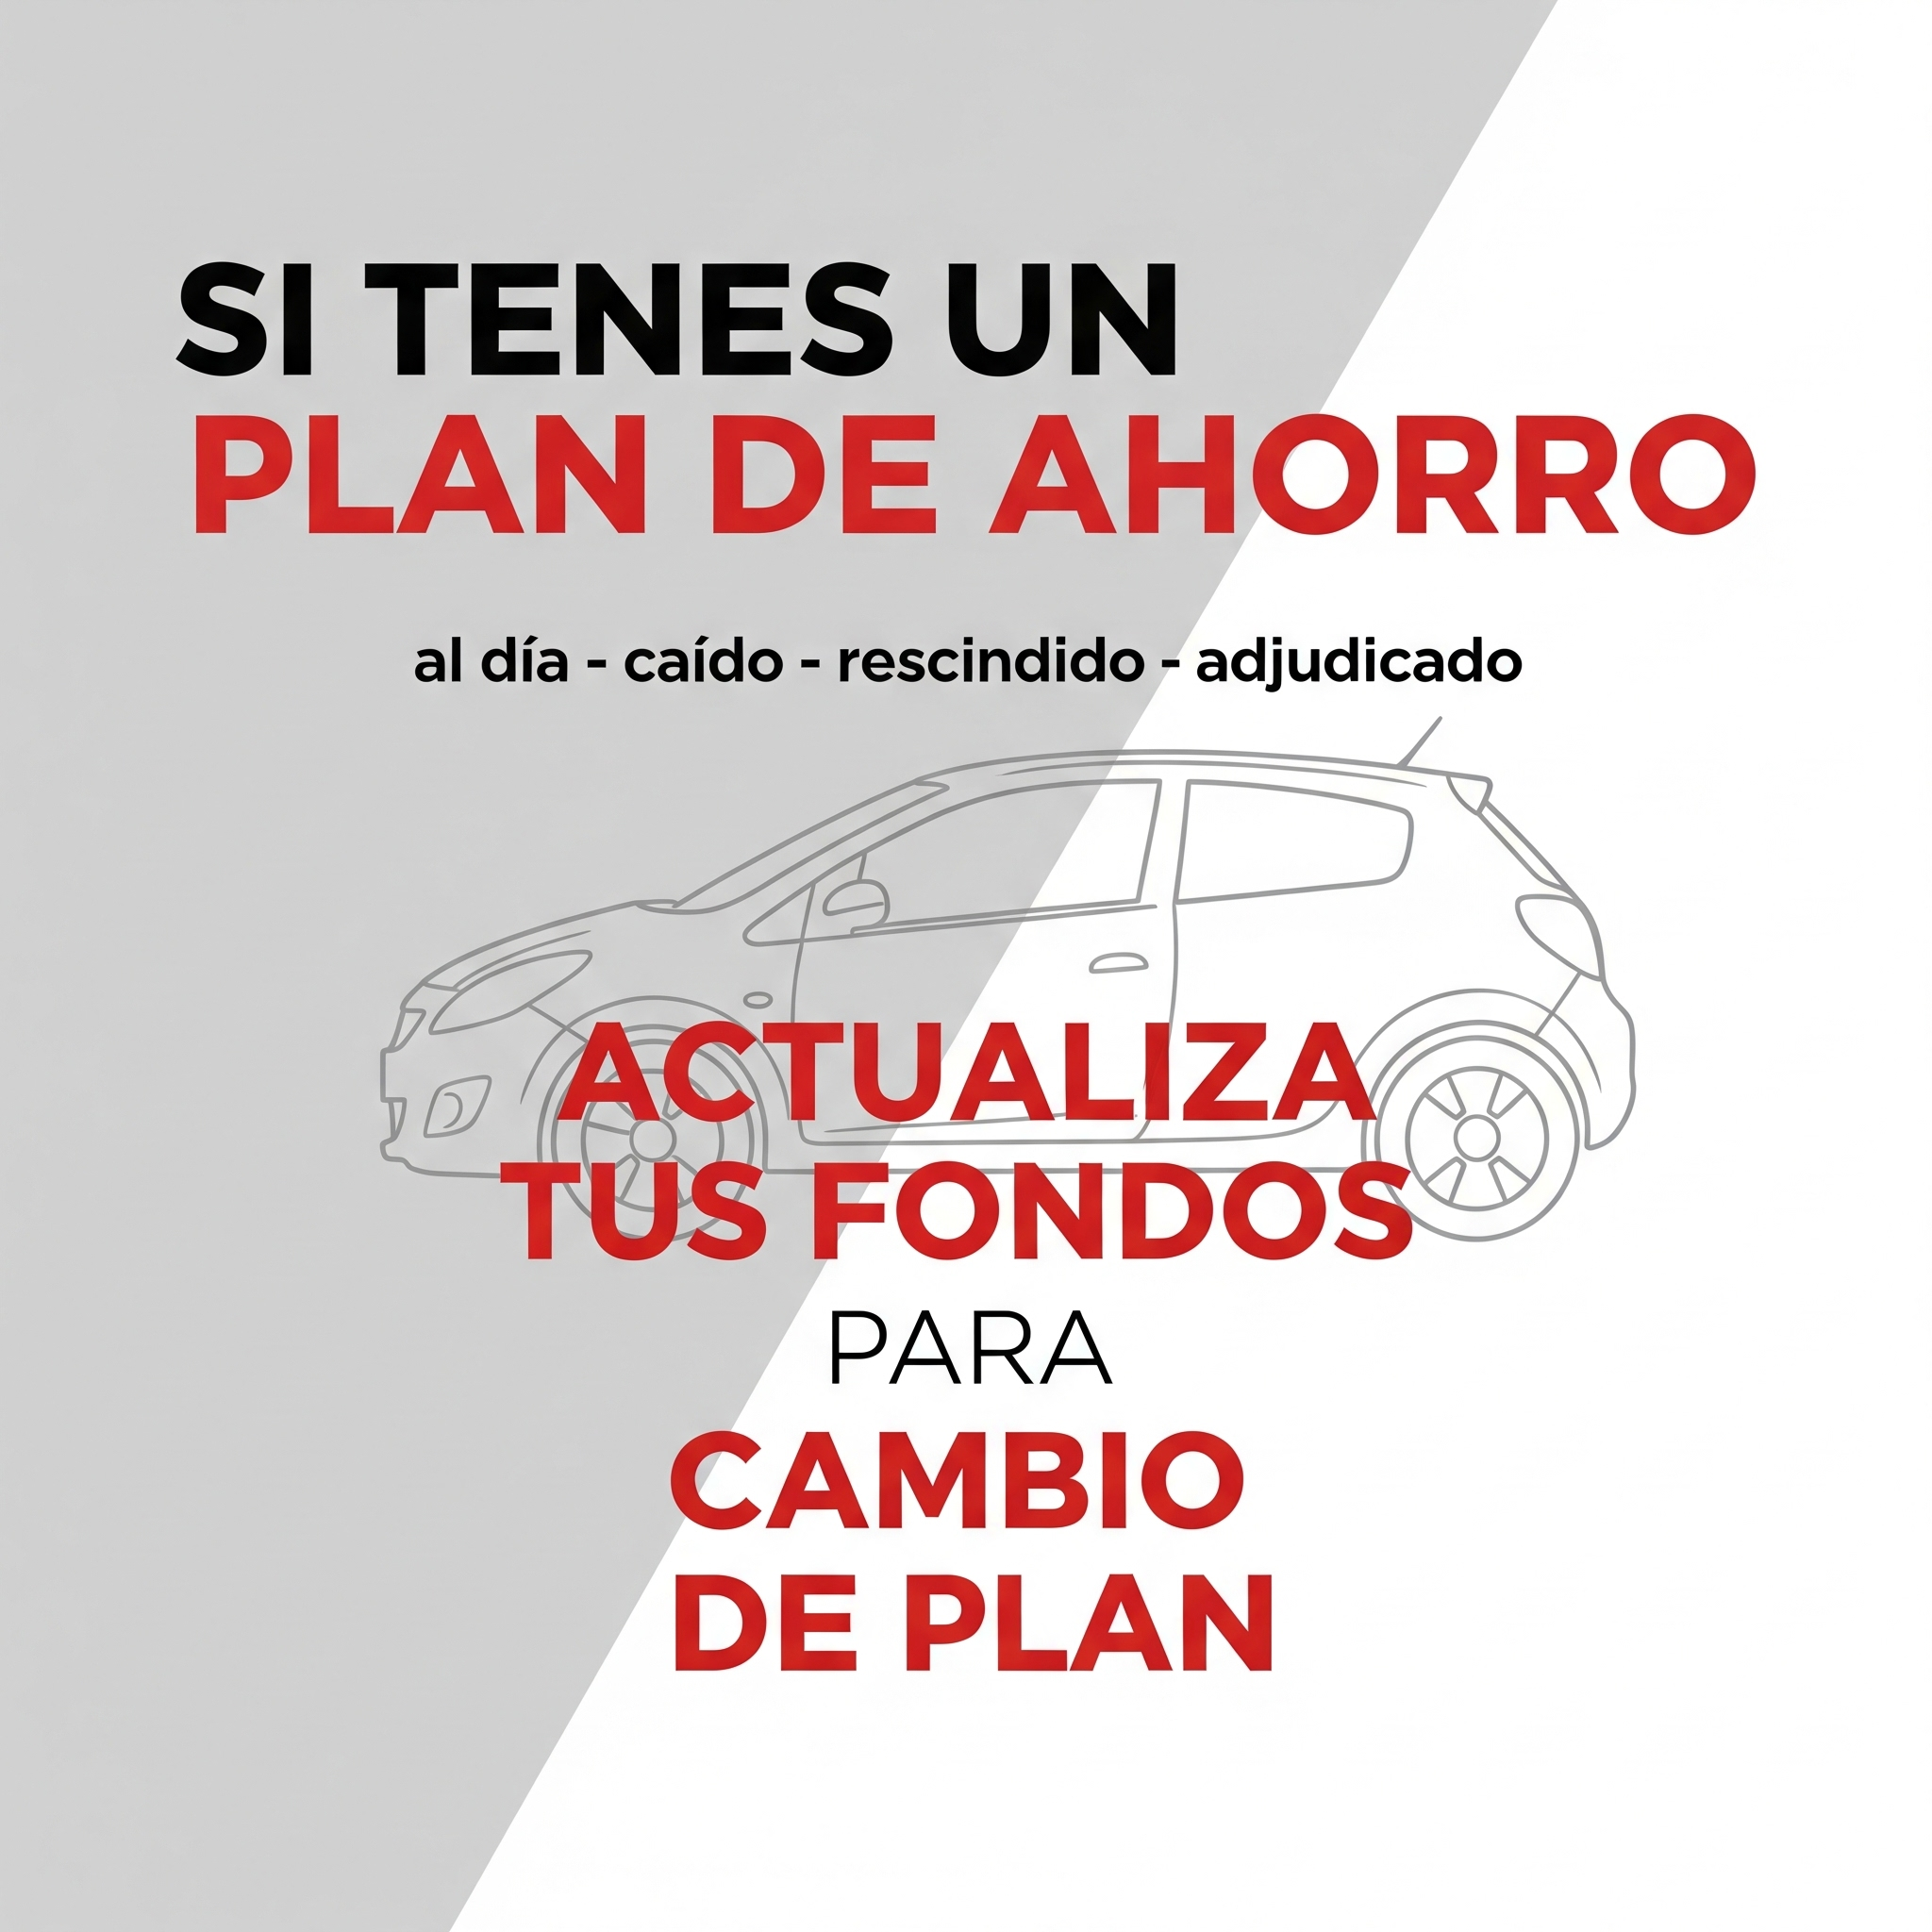 SI TENES UN
PLAN DE AHORRO
al día - caído - rescindido - adjudicado
ACTUALIZA
TUS FONDOS
PARA
CAMBIO
DE PLAN